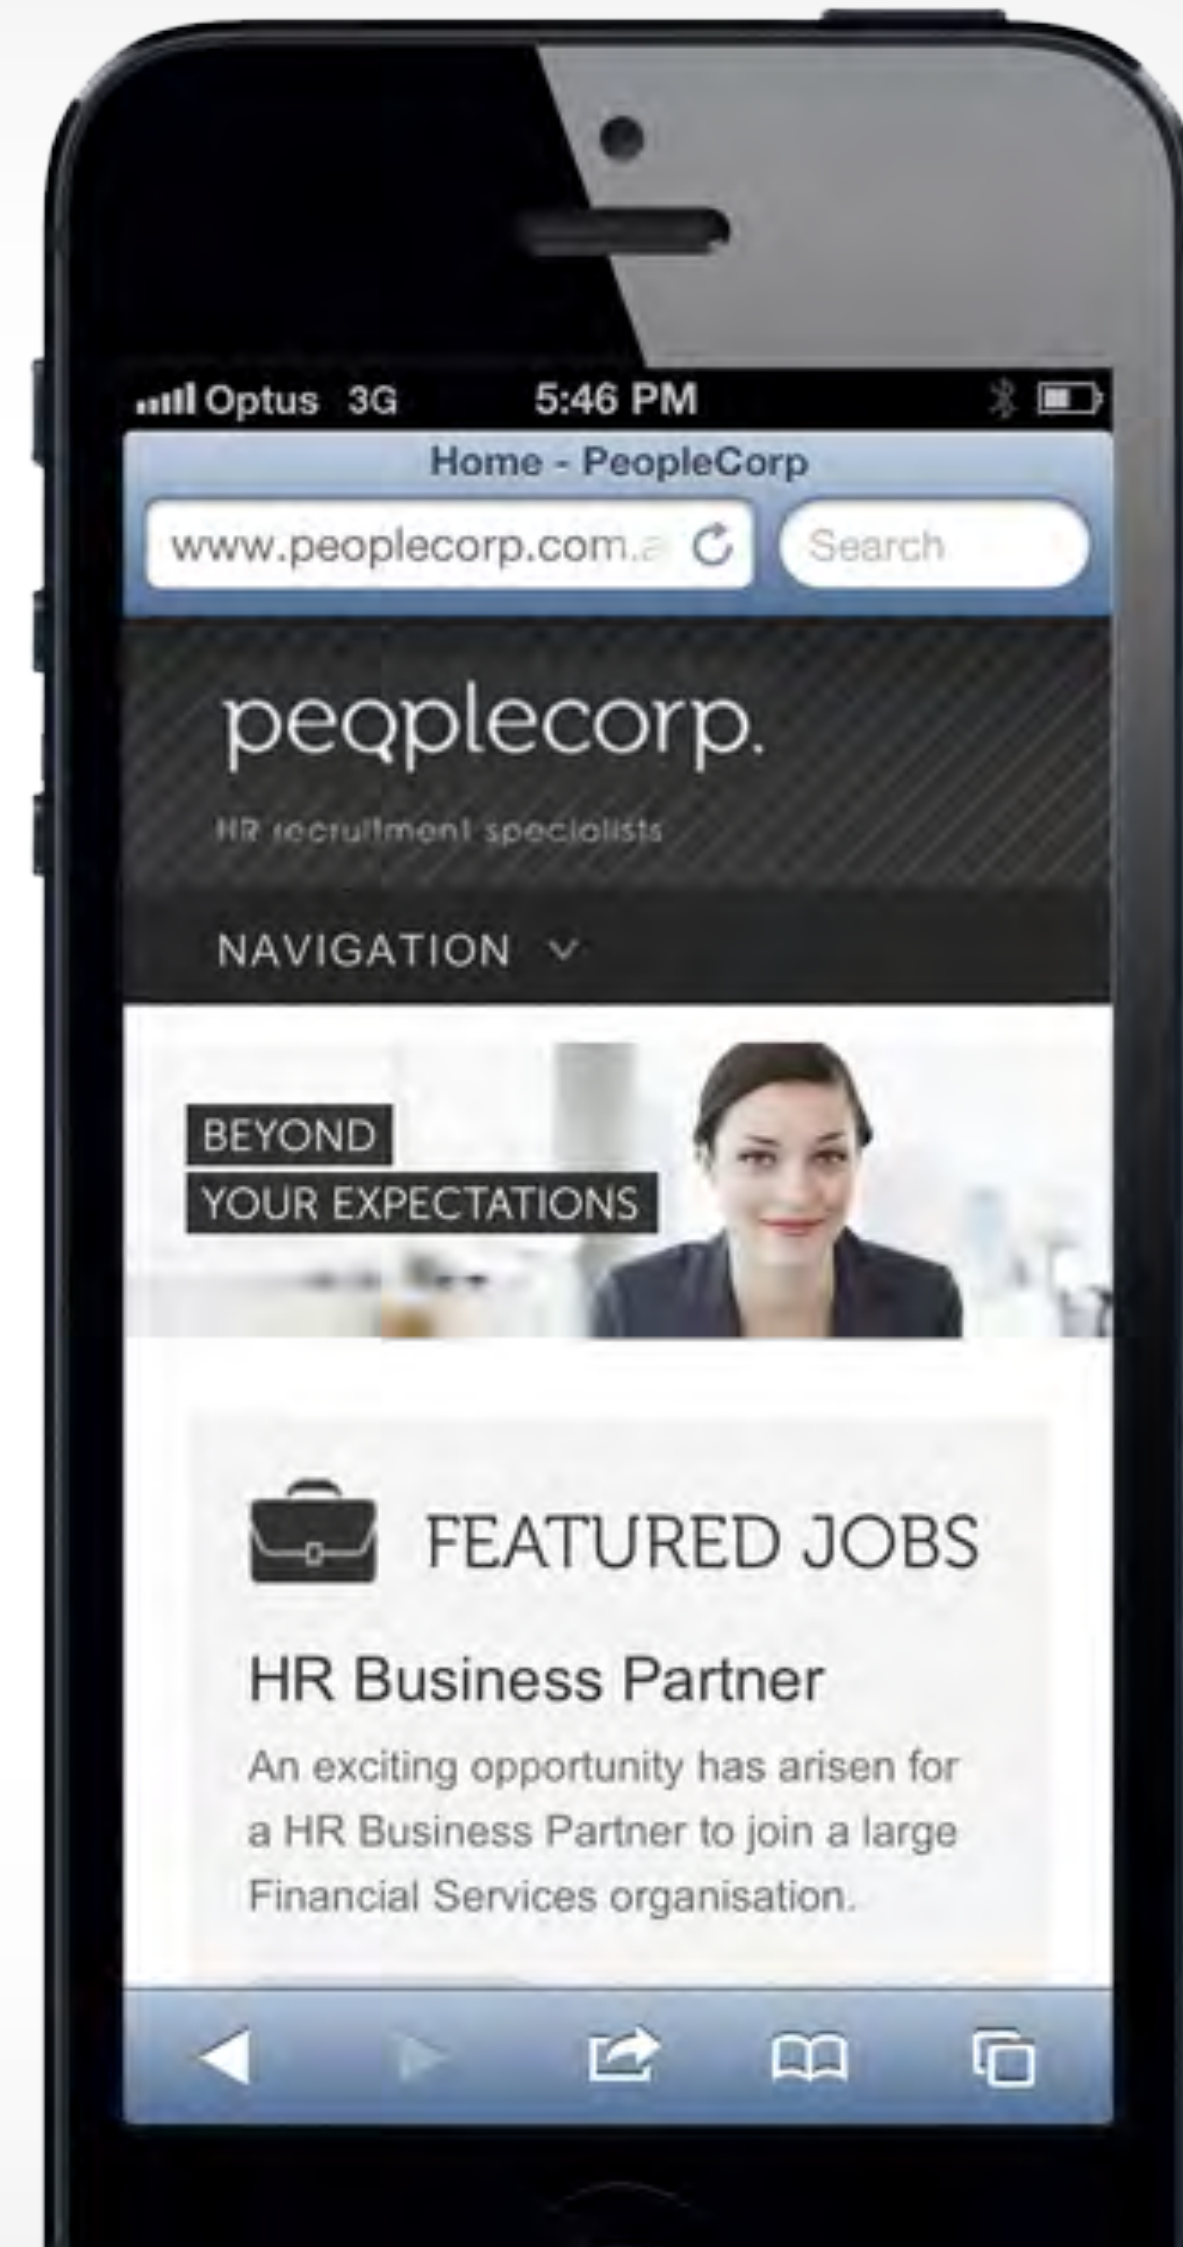 Optus 3G 5:46 PM
Home - PeopleCorp
www.peoplecorp.com.a Search
peoplecorp.
HR recruitment specialists
NAVIGATION
BEYOND
YOUR EXPECTATIONS
FEATURED JOBS
HR Business Partner
An exciting opportunity has arisen for
a HR Business Partner to join a large
Financial Services organisation.